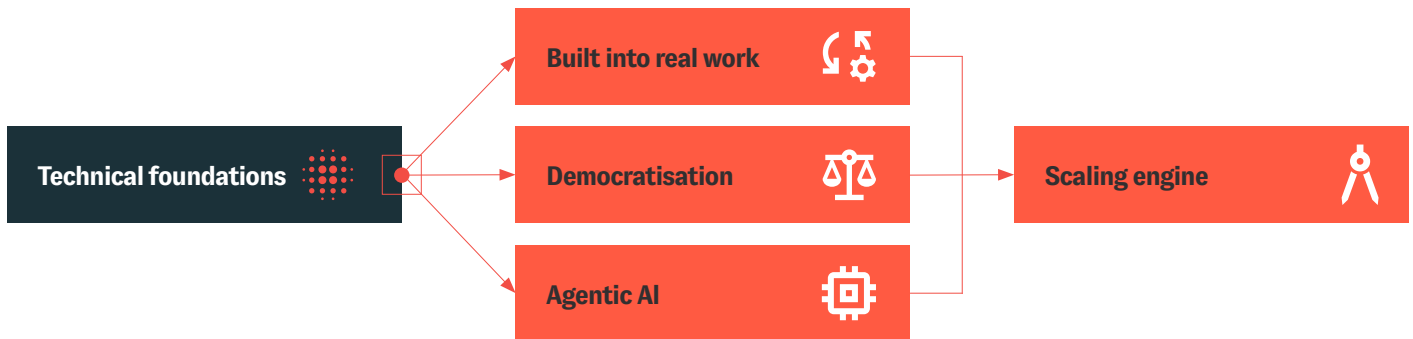 Technical foundations
Built into real work
Democratisation
Agentic AI
Scaling engine